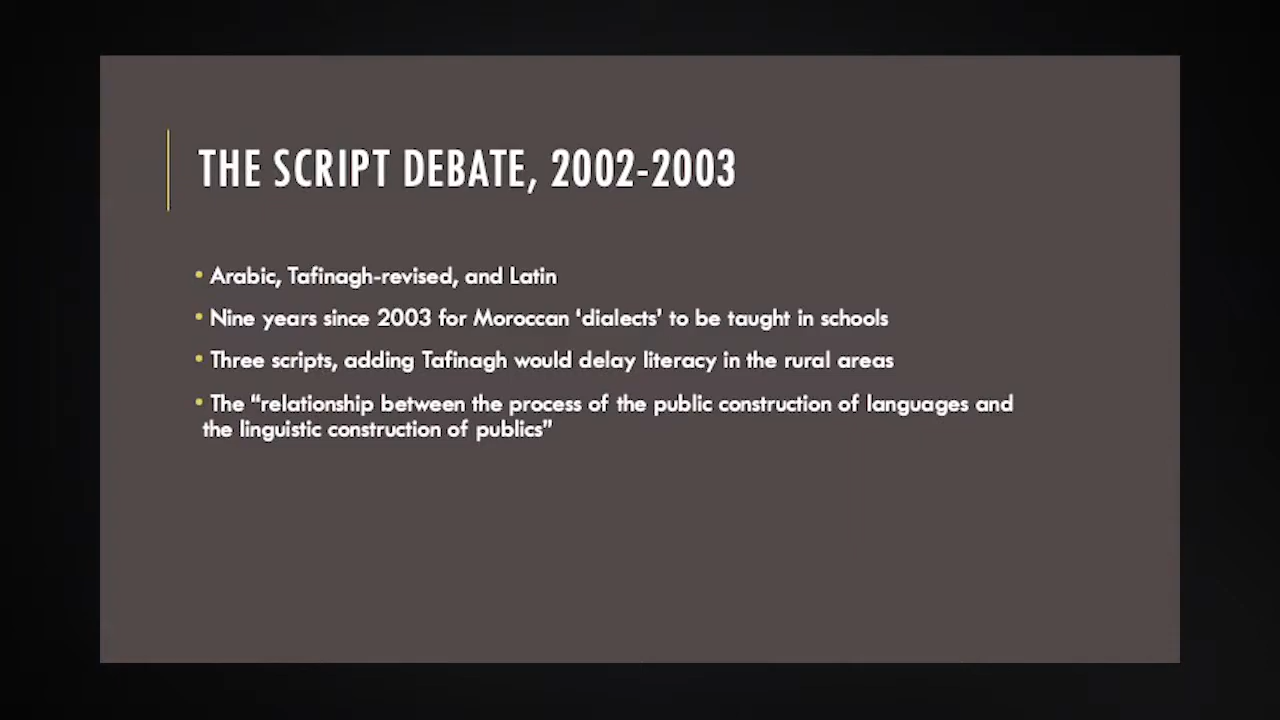 THE SCRIPT DEBATE, 2002-2003
• Arabic, Tafinagh-revised, and Latin
• Nine years since 2003 for Moroccan ‘dialects’ to be taught in schools
• Three scripts, adding Tafinagh would delay literacy in the rural areas
• The “relationship between the process of the public construction of languages and
the linguistic construction of publics”